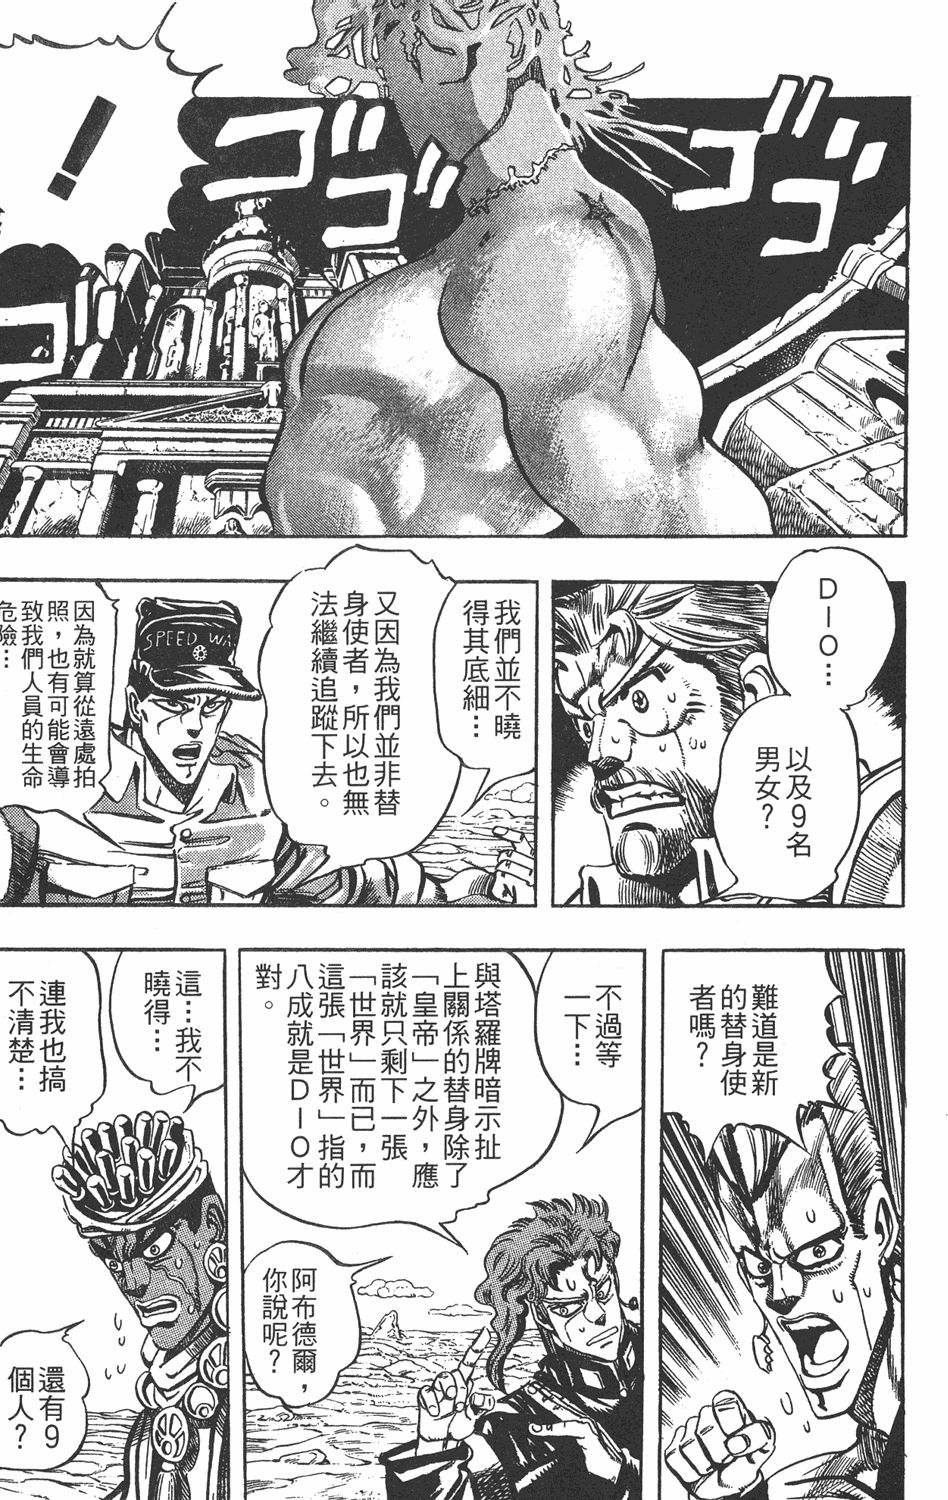 !
ゴ
ゴ
ゴ
ゴ
DIO…
以及9名
男女?
我們並不曉
得其底細…
又因為我們並非替
身使者,所以也無
法繼續追蹤下去。
SPEED WA
因為就算從遠處拍
照,也有可能會導
致我們人員的生命
危險…
難道是新
的替身使
者嗎?
不過等
一下…
與塔羅牌暗示扯
上關係的替身除了
「皇帝」之外,應
該就只剩下一張
「世界」而已,而
這張「世界」指的
八成就是DIO才
對。
阿布德爾,
你說呢?
這…我不
曉得…
連我也搞
不清楚…
還有9
個人?